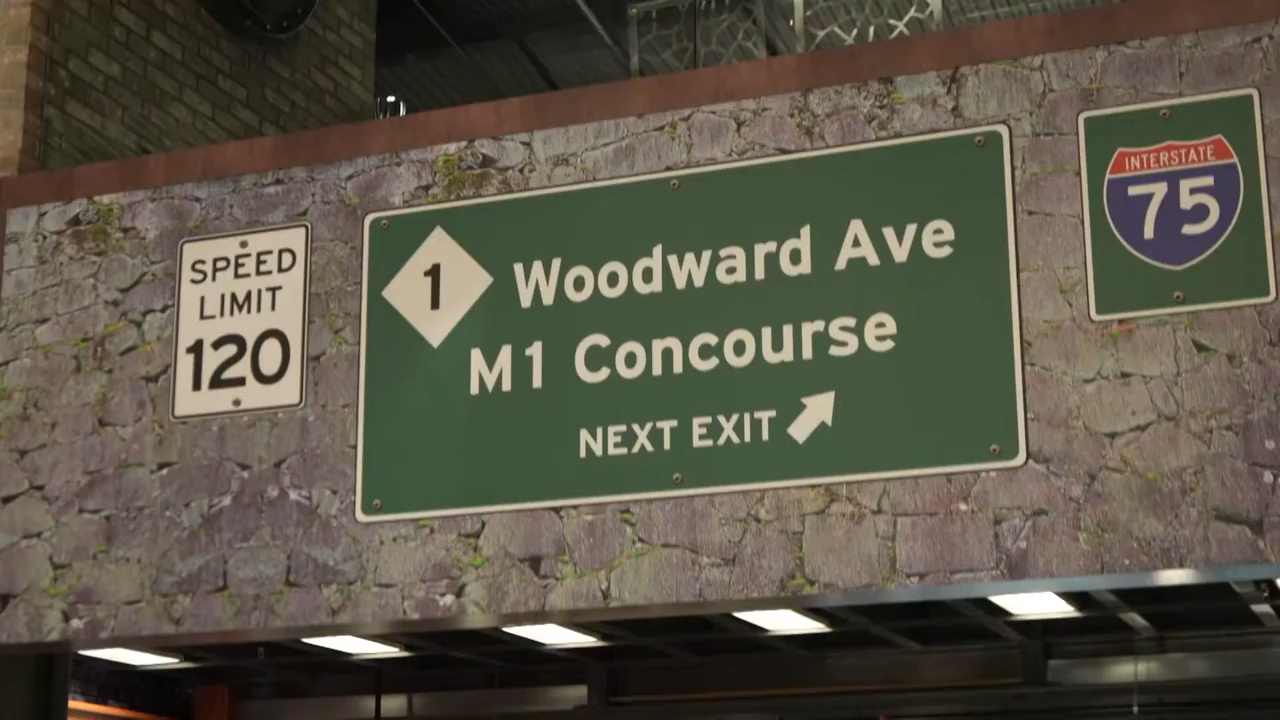 SPEED
LIMIT
120
1 Woodward Ave
M1 Concourse
NEXT EXIT
INTERSTATE
75